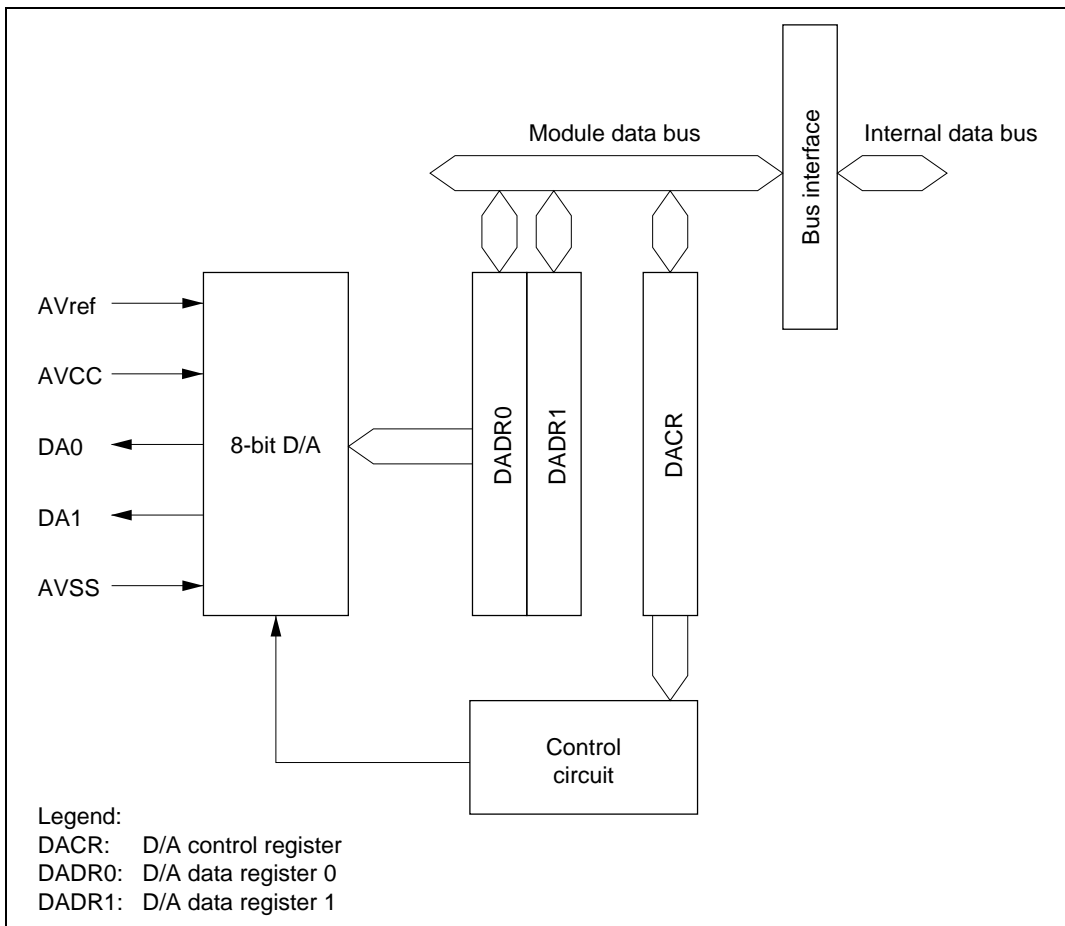 Module data bus
Internal data bus
Bus interface
AVref
AVCC
DA0
DA1
AVSS
8-bit D/A
DADR0
DADR1
DACR
Control
circuit
Legend:
DACR: D/A control register
DADR0: D/A data register 0
DADR1: D/A data register 1